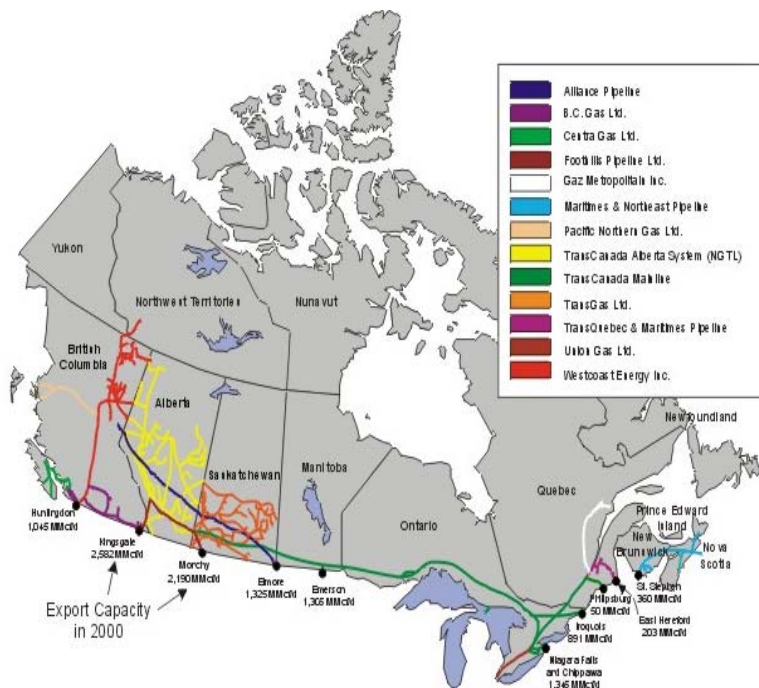 Alliance Pipeline
B.C. Gas Ltd.
Centra Gas Ltd.
Foothills Pipeline Ltd.
Gaz Metropolitain Inc.
Maritimes & Northeast Pipeline
Pacific Northern Gas Ltd.
TransCanada Alberta System (NGTL)
TransCanada Mainline
TransGas Ltd.
TransQuebec & Maritimes Pipeline
Union Gas Ltd.
Westcoast Energy Inc.
Yukon
Northwest Territories
Nunavut
British
Columbia
Alberta
Saskatchewan
Manitoba
Ontario
Quebec
Newfoundland
Prince Edward
Island
New
Brunswick
Nova
Scotia
Huntingdon
1,045 MMcf/d
Kingsgate
2,582 MMcf/d
Monchy
2,190 MMcf/d
Elmore
1,325 MMcf/d
Emerson
1,305 MMcf/d
Export Capacity
in 2000
Philipsburg
50 MMcf/d
St. Stephen
360 MMcf/d
East Hereford
203 MMcf/d
Iroquois
891 MMcf/d
Niagara Falls
and Chippawa
1,345 MMcf/d